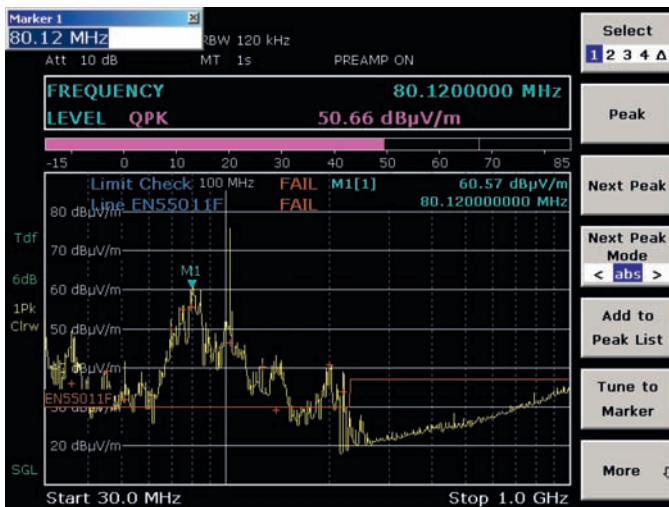 Marker 1
80.12 MHz
RBW 120 kHz
Att 10 dB MT 1s PREAMP ON
FREQUENCY 80.1200000 MHz
LEVEL QPK 50.66 dBµV/m
-15 0 10 20 30 40 50 60 70 85
Limit Check 100 MHz FAIL M1[1] 60.57 dBµV/m
Line EN55011F FAIL 80.120000000 MHz
80 dBµV/m
Tdf
70 dBµV/m
6dB
M1
60 dBµV/m
1Pk
Clrw
50 dBµV/m
dBµV/m
EN55011F
dBµV/m
20 dBµV/m
SGL
Start 30.0 MHz Stop 1.0 GHz
Select
1 2 3 4 Δ
Peak
Next Peak
Next Peak
Mode
< abs >
Add to
Peak List
Tune to
Marker
More